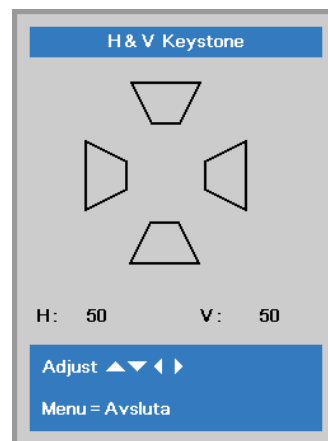 H & V Keystone
H: 50 V: 50
Adjust ▲▼◀▶
Menu = Avsluta